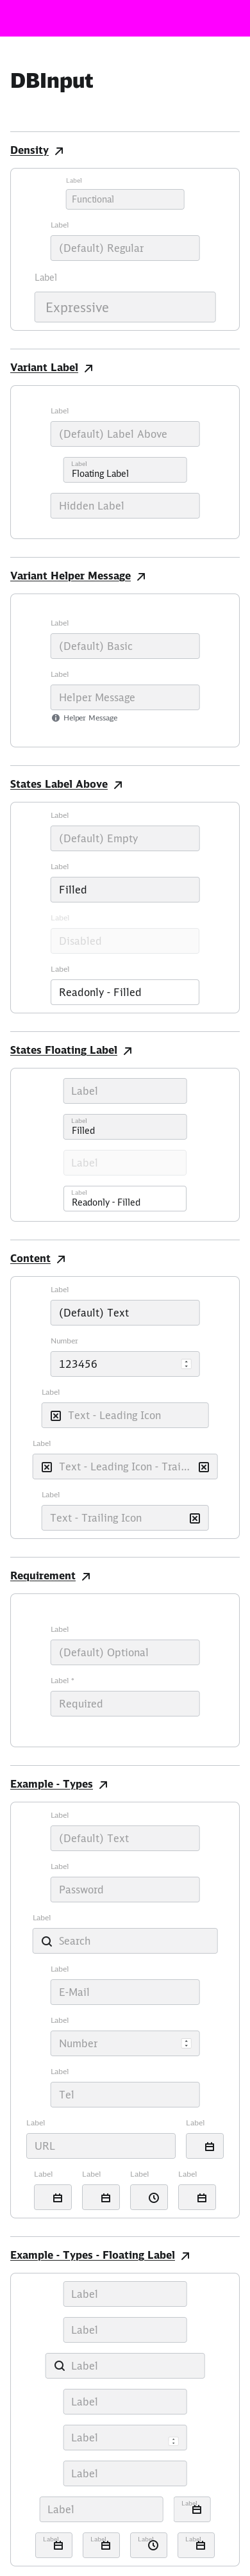 DBInput
Density
Label
Functional
Label
(Default) Regular
Label
Expressive
Variant Label
Label
(Default) Label Above
Label
Floating Label
Hidden Label
Variant Helper Message
Label
(Default) Basic
Label
Helper Message
Helper Message
States Label Above
Label
(Default) Empty
Label
Filled
Label
Disabled
Label
Readonly - Filled
States Floating Label
Label
Label
Filled
Label
Label
Readonly - Filled
Content
Label
(Default) Text
Number
123456
Label
Text - Leading Icon
Label
Text - Leading Icon - Trai...
Label
Text - Trailing Icon
Requirement
Label
(Default) Optional
Label *
Required
Example - Types
Label
(Default) Text
Label
Password
Label
Search
Label
E-Mail
Label
Number
Label
Tel
Label Label
URL
Label Label Label Label
Example - Types - Floating Label
Label
Label
Label
Label
Label
Label
Label Label
Label Label Label Label